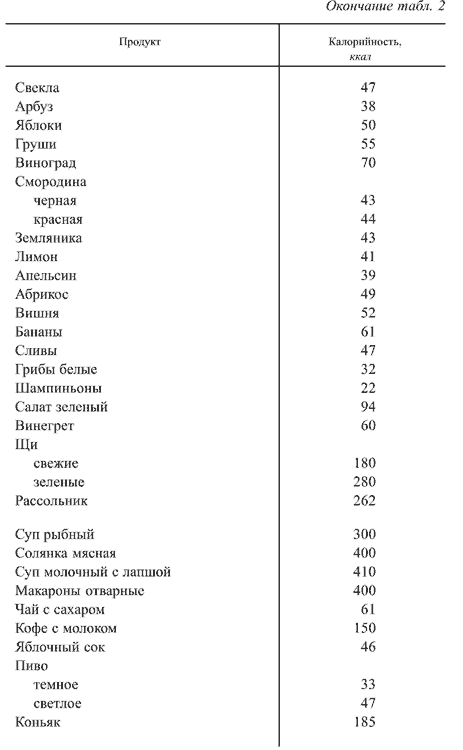 Окончание табл. 2
Продукт Калорийность, ккал
Свекла 47
Арбуз 38
Яблоки 50
Груши 55
Виноград 70
Смородина
черная 43
красная 44
Земляника 43
Лимон 41
Апельсин 39
Абрикос 49
Вишня 52
Бананы 61
Сливы 47
Грибы белые 32
Шампиньоны 22
Салат зеленый 94
Винегрет 60
Щи
свежие 180
зеленые 280
Рассольник 262
Суп рыбный 300
Солянка мясная 400
Суп молочный с лапшой 410
Макароны отварные 400
Чай с сахаром 61
Кофе с молоком 150
Яблочный сок 46
Пиво
темное 33
светлое 47
Коньяк 185